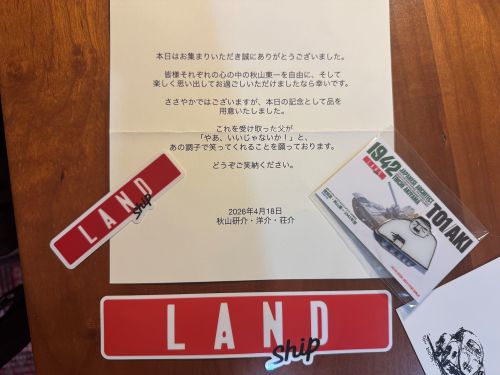 本日はお集まりいただき誠にありがとうございました。
皆様それぞれの心の中の秋山東一を自由に、そして
楽しく思い出してお過ごしいただけましたなら幸いです。
ささやかではございますが、本日の記念として品を
用意いたしました。
これを受け取った父が
「やあ、いいじゃないか！」と、
あの調子で笑ってくれることを願っております。
どうぞご笑納ください。
2026年4月18日
秋山研介・洋介・荘介
LAND
Ship
LAND
Ship
1942
JAPANESE ARCHITECT
TOICHI AKIYAMA
TO1AKI